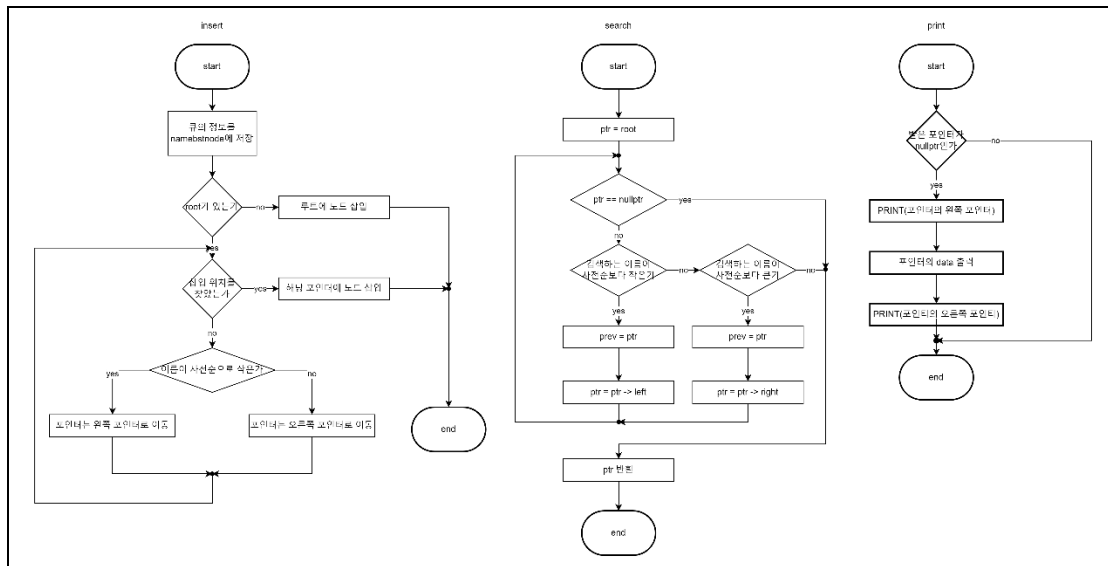 insert
start
큐의 정보를
namebstnode에 저장
root가 있는가
no
루트에 노드 삽입
yes
삽입 위치를
찾았는가
yes
해당 포인터에 노드 삽입
no
이름이 사전순으로 작은가
yes
no
포인터는 왼쪽 포인터로 이동
포인터는 오른쪽 포인터로 이동
end
search
start
ptr = root
ptr == nullptr
yes
no
검색하는 이름이
사전순보다 작은가
no
검색하는 이름이
사전순보다 큰가
no
yes
yes
prev = ptr
prev = ptr
ptr = ptr -> left
ptr = ptr -> right
ptr 반환
end
print
start
받은 포인터가
nullptr인가
no
yes
PRINT(포인터의 왼쪽 포인터)
포인터의 data 출력
PRINT(포인터의 오른쪽 포인터)
end